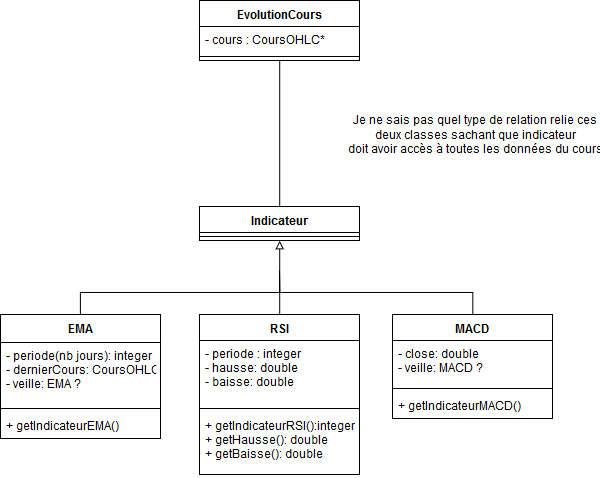 EvolutionCours
- cours : CoursOHLC*
Je ne sais pas quel type de relation relie ces
deux classes sachant que indicateur
doit avoir accès à toutes les données du cours
Indicateur
EMA
- periode(nb jours): integer
- dernierCours: CoursOHLC
- veille: EMA ?
+ getIndicateurEMA()
RSI
- periode : integer
- hausse: double
- baisse: double
+ getIndicateurRSI():integer
+ getHausse(): double
+ getBaisse(): double
MACD
- close: double
- veille: MACD ?
+ getIndicateurMACD()